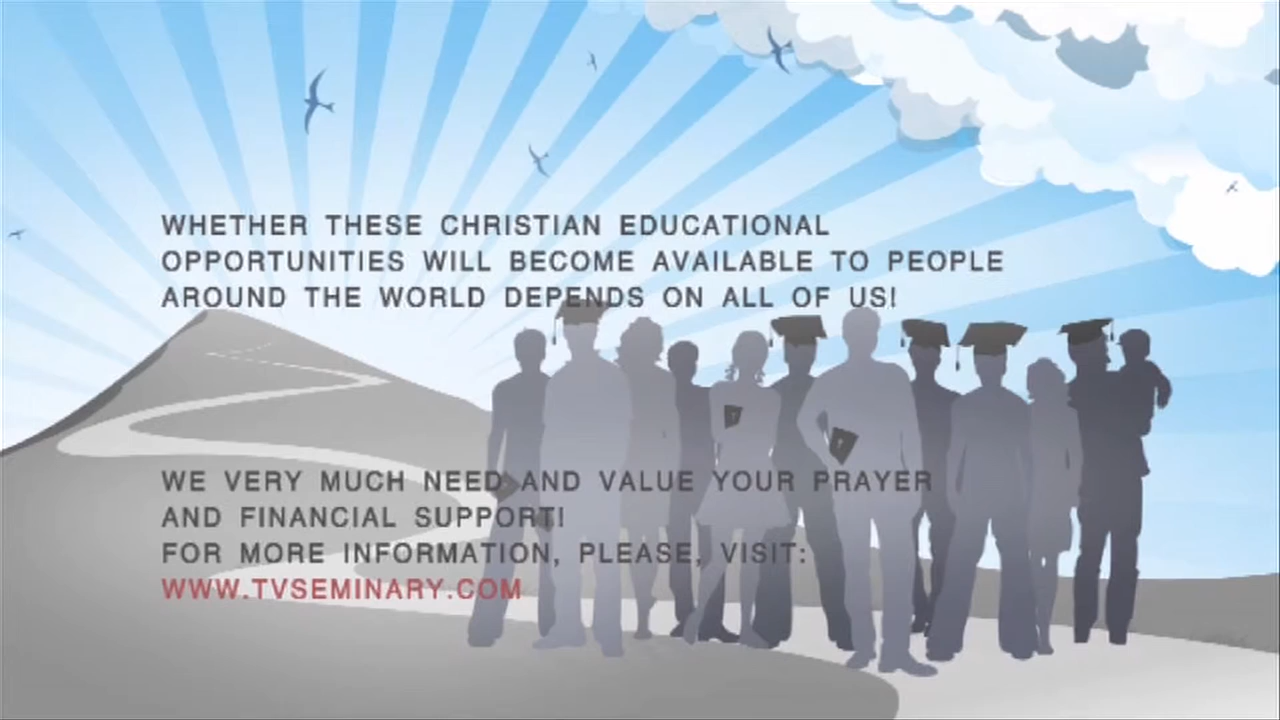 WHETHER THESE CHRISTIAN EDUCATIONAL
OPPORTUNITIES WILL BECOME AVAILABLE TO PEOPLE
AROUND THE WORLD DEPENDS ON ALL OF US!
WE VERY MUCH NEED AND VALUE YOUR PRAYER
AND FINANCIAL SUPPORT!
FOR MORE INFORMATION, PLEASE, VISIT:
WWW.TVSEMINARY.COM